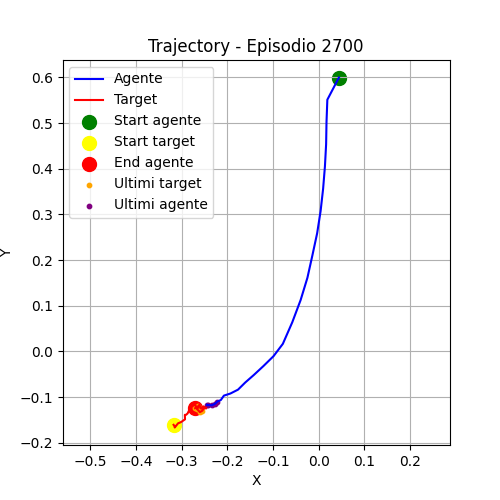 Trajectory - Episodio 2700
Agente
Target
Start agente
Start target
End agente
Ultimi target
Ultimi agente
Y
0.6
0.5
0.4
0.3
0.2
0.1
0.0
−0.1
−0.2
−0.5 −0.4 −0.3 −0.2 −0.1 0.0 0.1 0.2
X